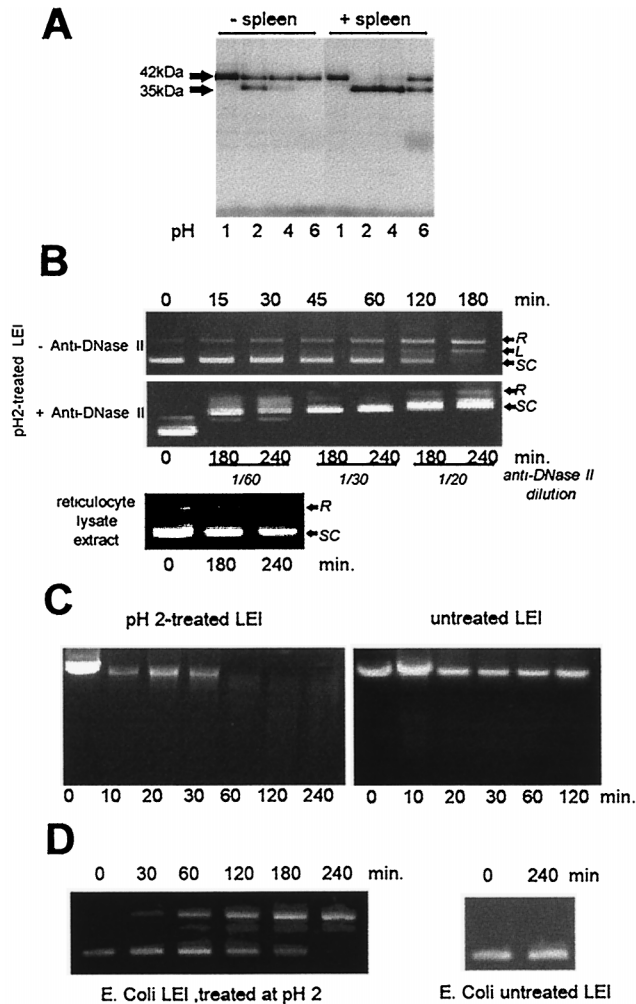 A
- spleen + spleen
42kDa
35kDa
pH 1 2 4 6 1 2 4 6
B
0 15 30 45 60 120 180 min.
pH2-treated LEI
- Anti-DNase II
R
L
SC
+ Anti-DNase II
R
SC
0 180 240 180 240 180 240 min.
1/60 1/30 1/20 anti-DNase II
dilution
reticulocyte
lysate
extract
R
SC
0 180 240 min.
C
pH 2-treated LEI untreated LEI
0 10 20 30 60 120 240 0 10 20 30 60 120 min.
D
0 30 60 120 180 240 min. 0 240 min
E. Coli LEI ,treated at pH 2 E. Coli untreated LEI